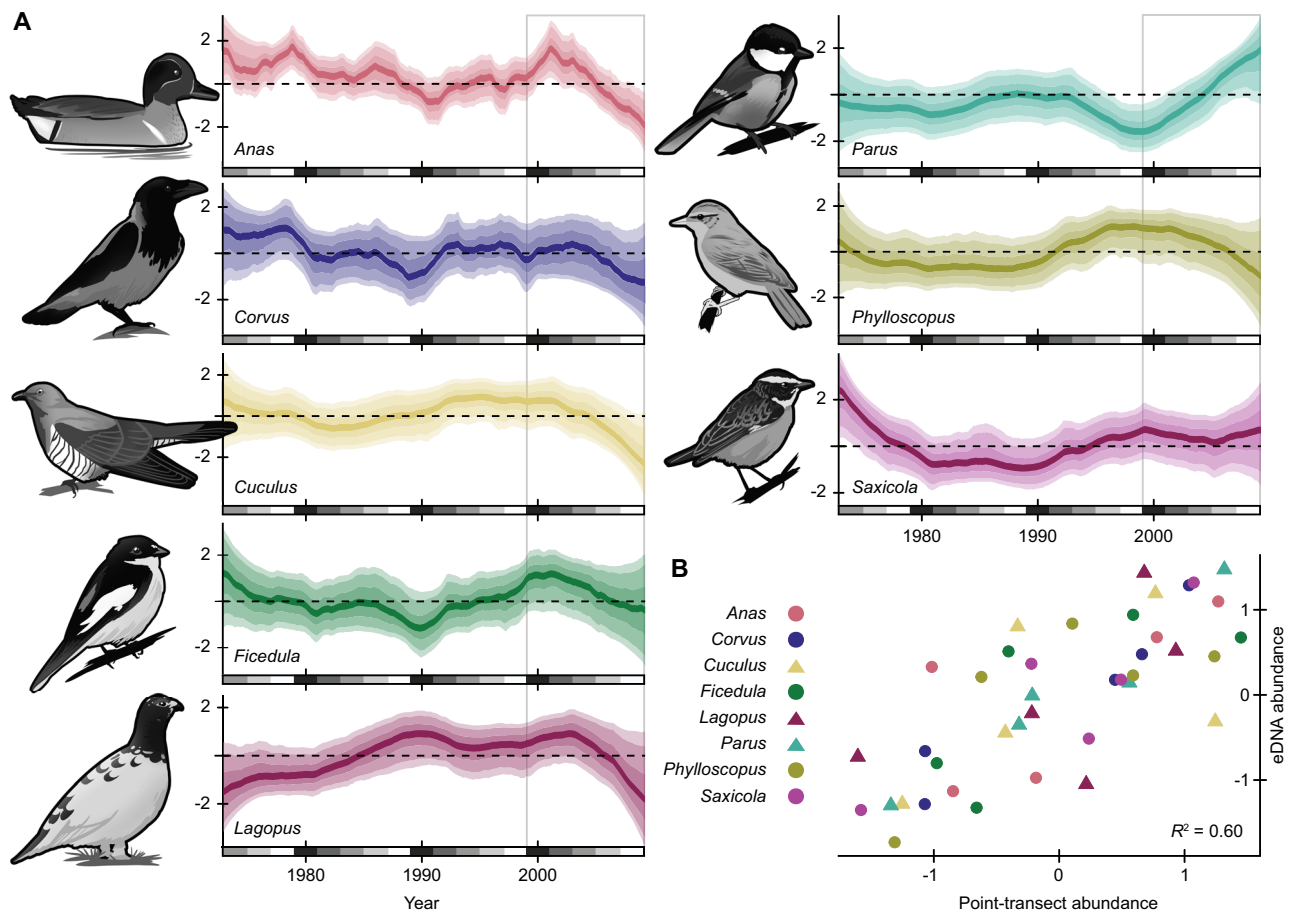 A
2
-2
Anas
2
-2
Corvus
2
-2
Cuculus
2
-2
Ficedula
2
-2
Lagopus
1980 1990 2000
Year
2
-2
Parus
2
-2
Phylloscopus
2
-2
Saxicola
1980 1990 2000
B
Anas
Corvus
Cuculus
Ficedula
Lagopus
Parus
Phylloscopus
Saxicola
1
0
-1
eDNA abundance
R² = 0.60
-1 0 1
Point-transect abundance